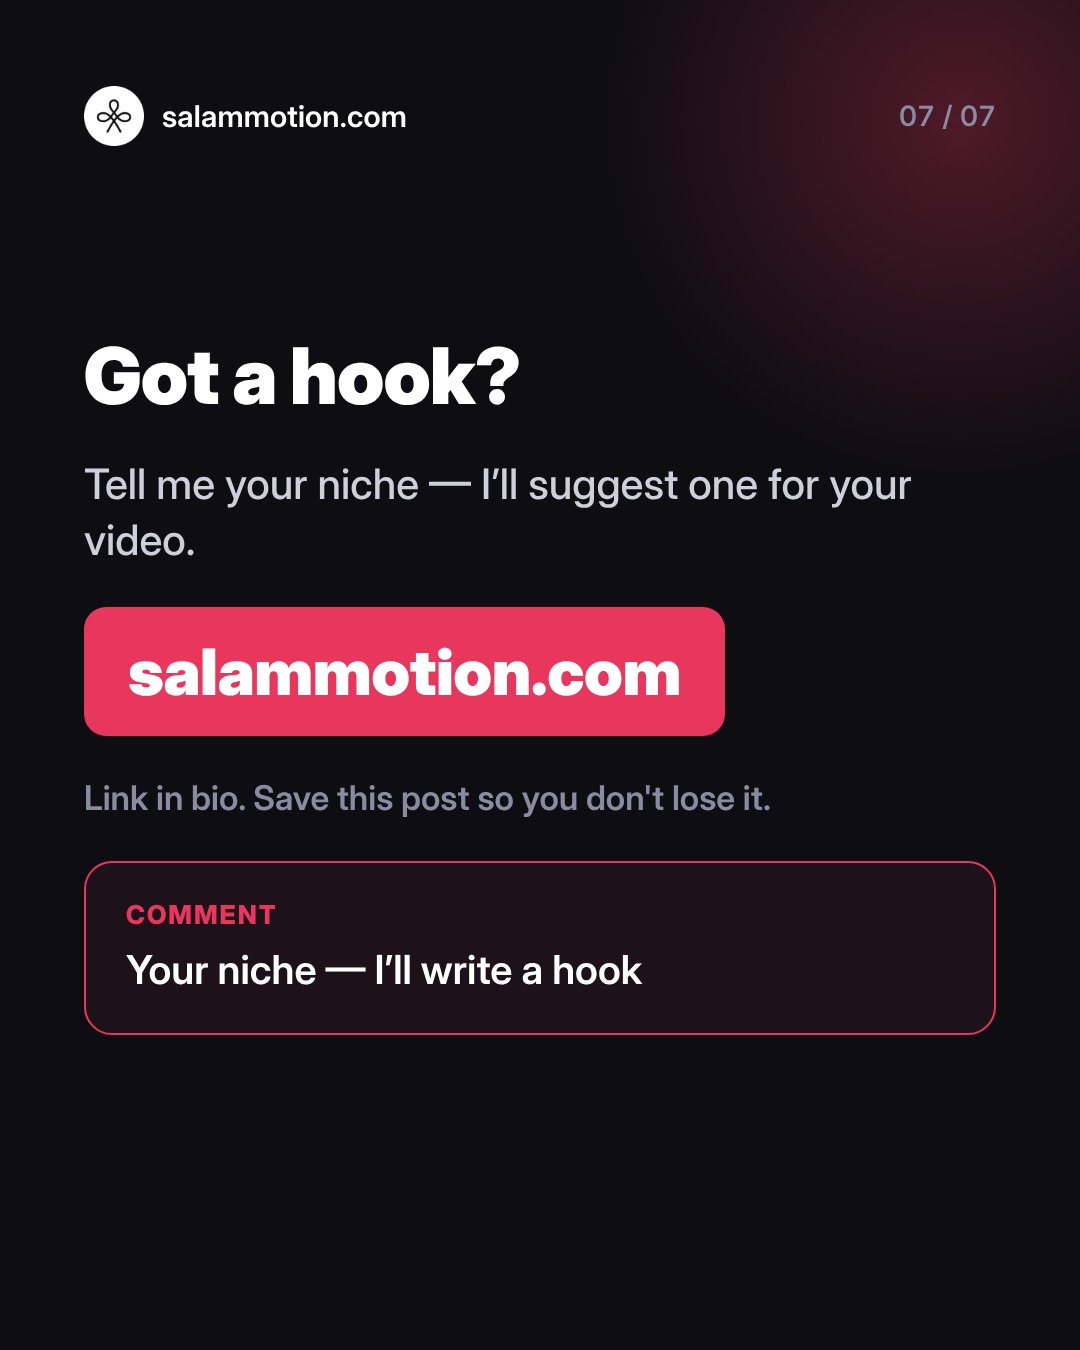 salammotion.com
07 / 07
Got a hook?
Tell me your niche — I’ll suggest one for your
video.
salammotion.com
Link in bio. Save this post so you don't lose it.
COMMENT
Your niche — I’ll write a hook